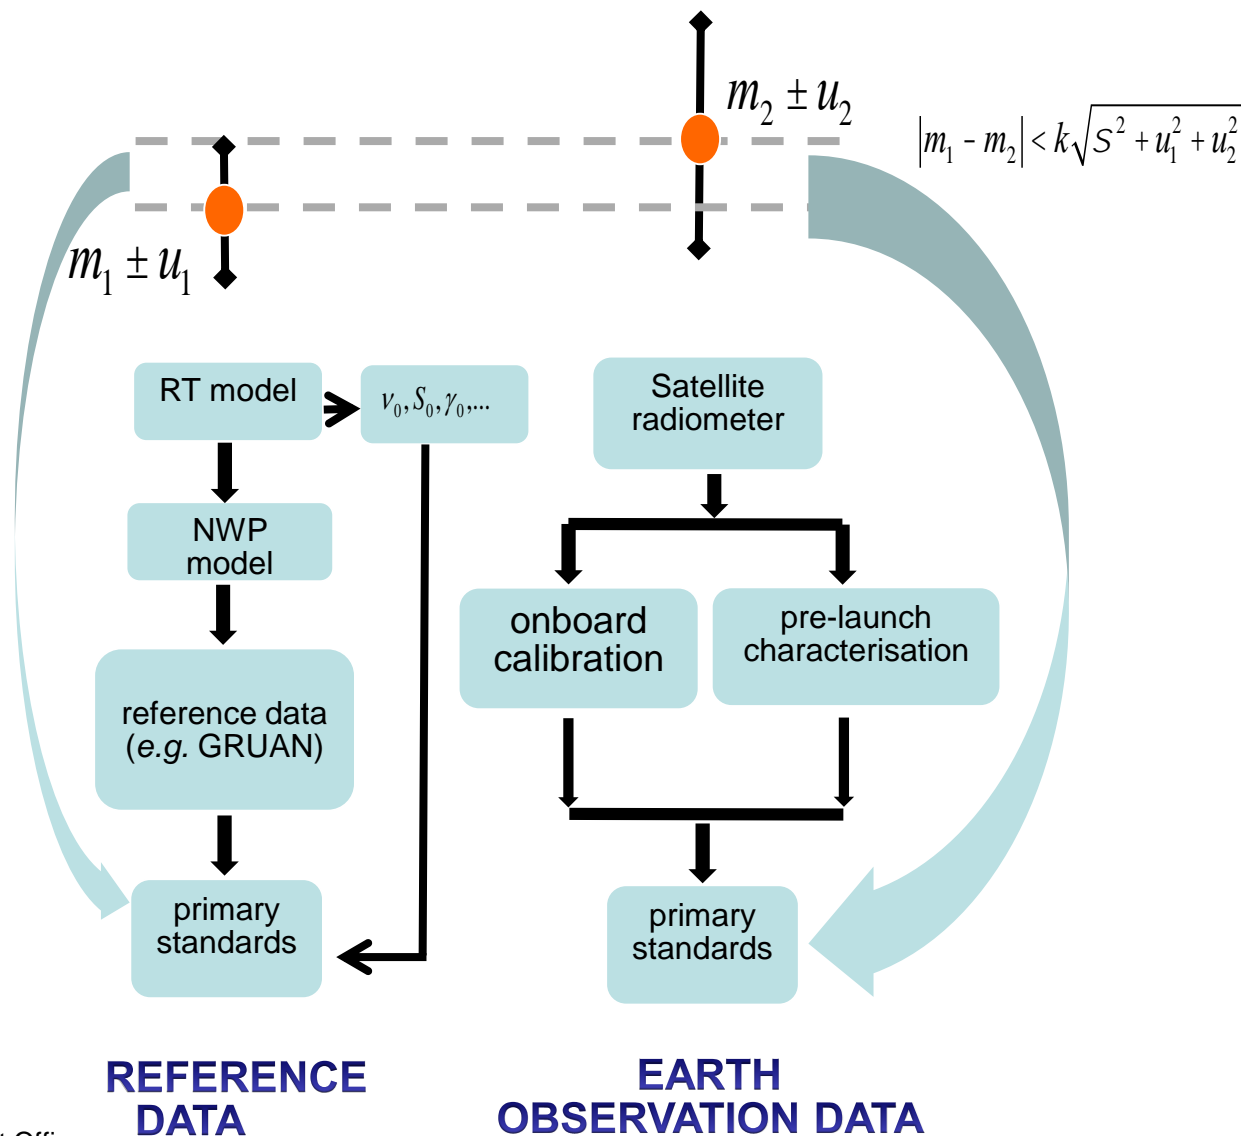 m₂ ± u₂
|m₁ - m₂| < k√(S² + u₁² + u₂²)
m₁ ± u₁
RT model
ν₀, S₀, γ₀,...
Satellite
radiometer
NWP
model
onboard
calibration
pre-launch
characterisation
reference data
(e.g. GRUAN)
primary
standards
primary
standards
REFERENCE
DATA
EARTH
OBSERVATION DATA